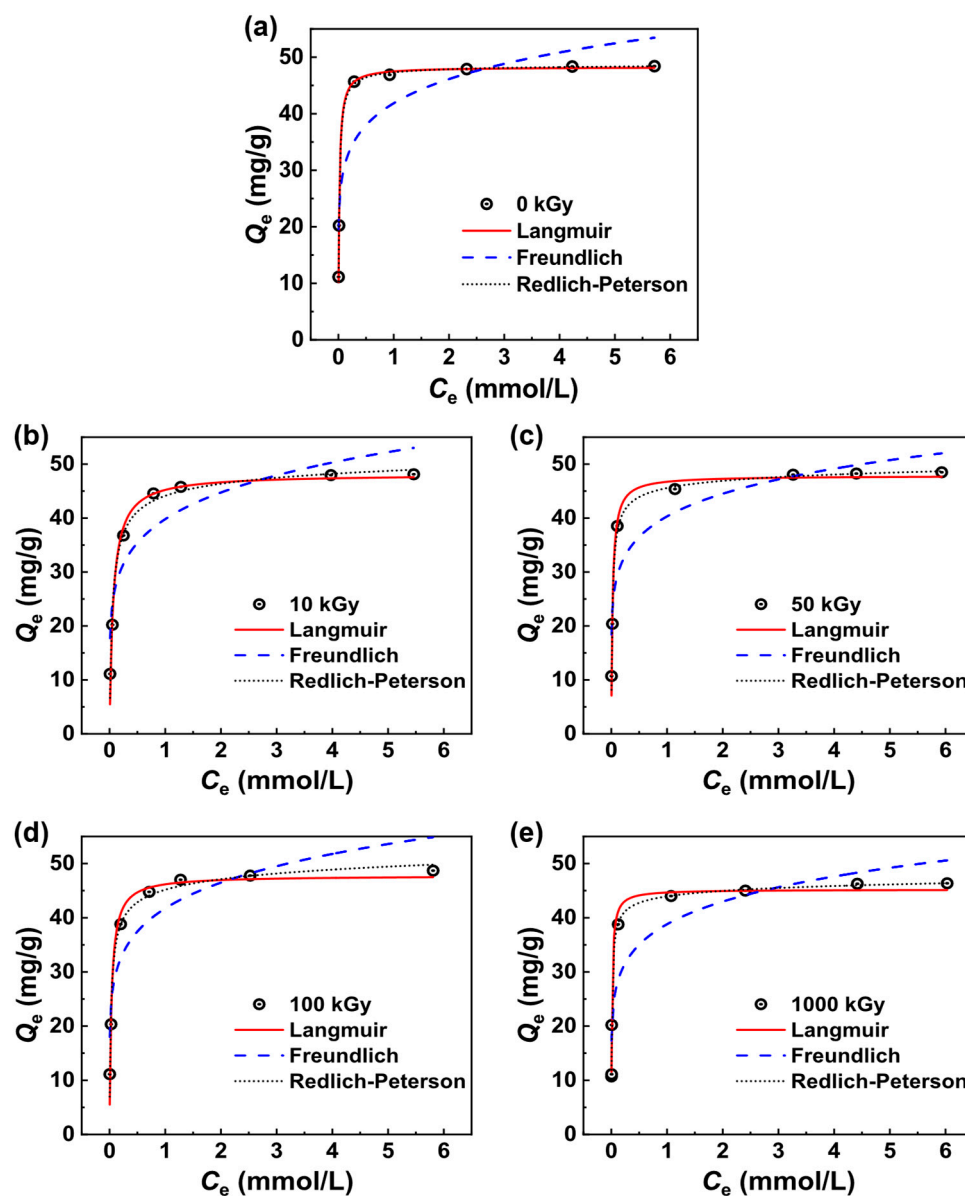 (a)
50
40
30
20
10
0
Qe (mg/g)
0 kGy
Langmuir
Freundlich
Redlich-Peterson
0 1 2 3 4 5 6
Ce (mmol/L)
(b)
50
40
30
20
10
0
Qe (mg/g)
10 kGy
Langmuir
Freundlich
Redlich-Peterson
0 1 2 3 4 5 6
Ce (mmol/L)
(c)
50
40
30
20
10
0
Qe (mg/g)
50 kGy
Langmuir
Freundlich
Redlich-Peterson
0 1 2 3 4 5 6
Ce (mmol/L)
(d)
50
40
30
20
10
0
Qe (mg/g)
100 kGy
Langmuir
Freundlich
Redlich-Peterson
0 1 2 3 4 5 6
Ce (mmol/L)
(e)
50
40
30
20
10
0
Qe (mg/g)
1000 kGy
Langmuir
Freundlich
Redlich-Peterson
0 1 2 3 4 5 6
Ce (mmol/L)